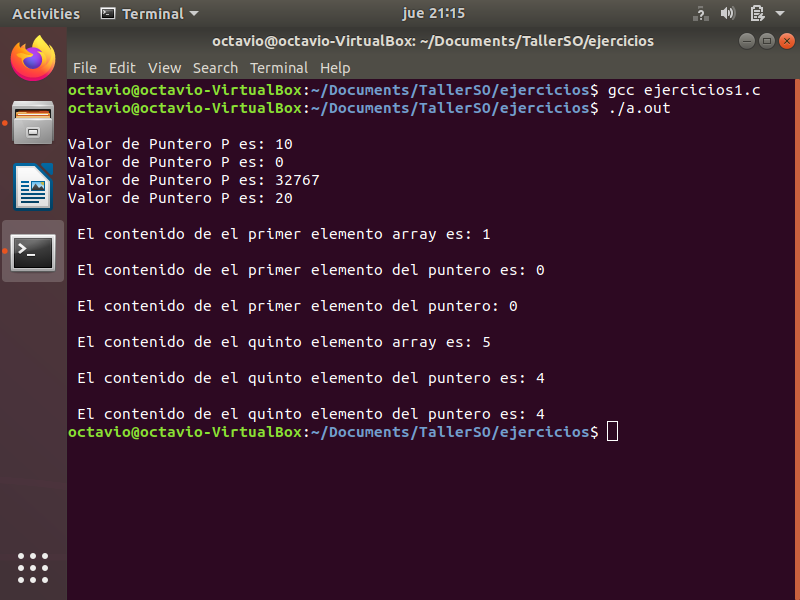 Activities Terminal jue 21:15
octavio@octavio-VirtualBox: ~/Documents/TallerSO/ejercicios
File Edit View Search Terminal Help
octavio@octavio-VirtualBox:~/Documents/TallerSO/ejercicios$ gcc ejercicios1.c
octavio@octavio-VirtualBox:~/Documents/TallerSO/ejercicios$ ./a.out
Valor de Puntero P es: 10
Valor de Puntero P es: 0
Valor de Puntero P es: 32767
Valor de Puntero P es: 20
El contenido de el primer elemento array es: 1
El contenido de el primer elemento del puntero es: 0
El contenido de el primer elemento del puntero: 0
El contenido de el quinto elemento array es: 5
El contenido de el quinto elemento del puntero es: 4
El contenido de el quinto elemento del puntero es: 4
octavio@octavio-VirtualBox:~/Documents/TallerSO/ejercicios$